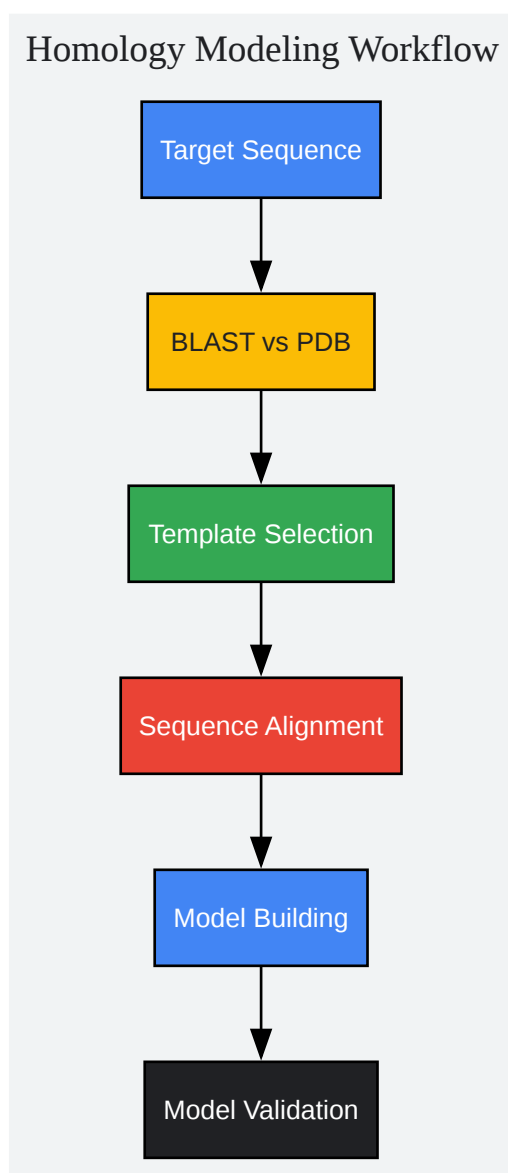 Homology Modeling Workflow
Target Sequence
BLAST vs PDB
Template Selection
Sequence Alignment
Model Building
Model Validation